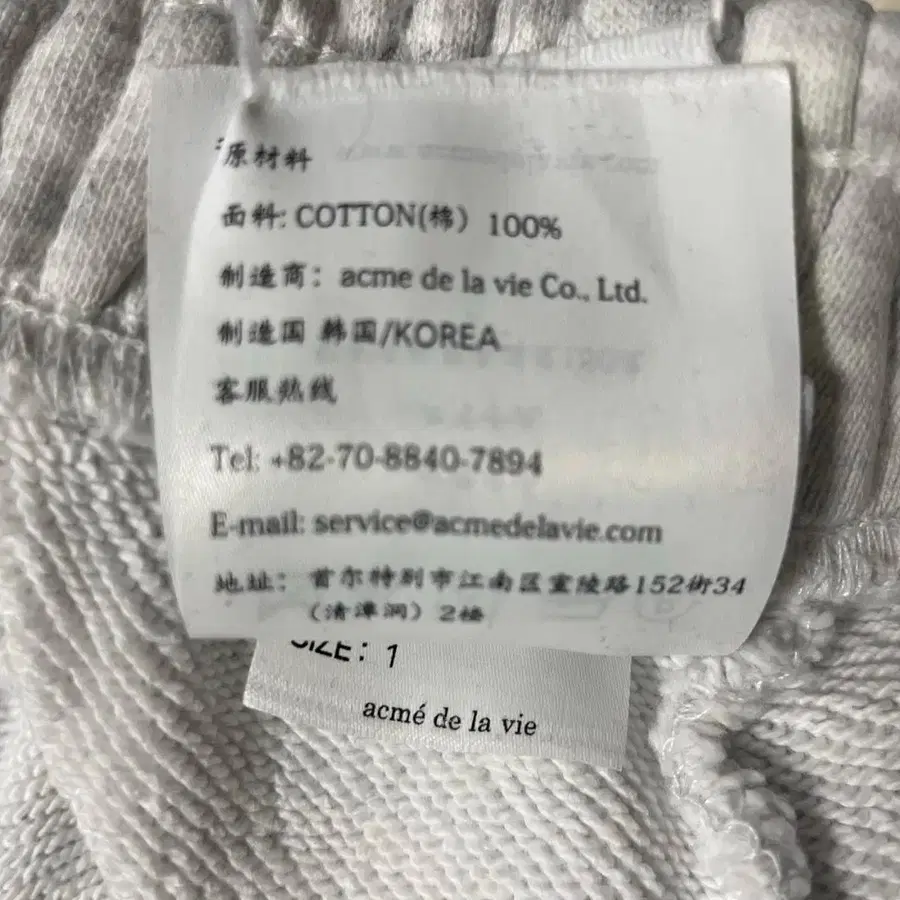 原材料
面料: COTTON(棉) 100%
制造商: acme de la vie Co., Ltd.
制造国 韩国/KOREA
客服热线
Tel: +82-70-8840-7894
E-mail: service@acmedelavie.com
地址: 首尔特别市江南区宣陵路152街34
(清潭洞) 2楼
SIZE: 1
acmé de la vie